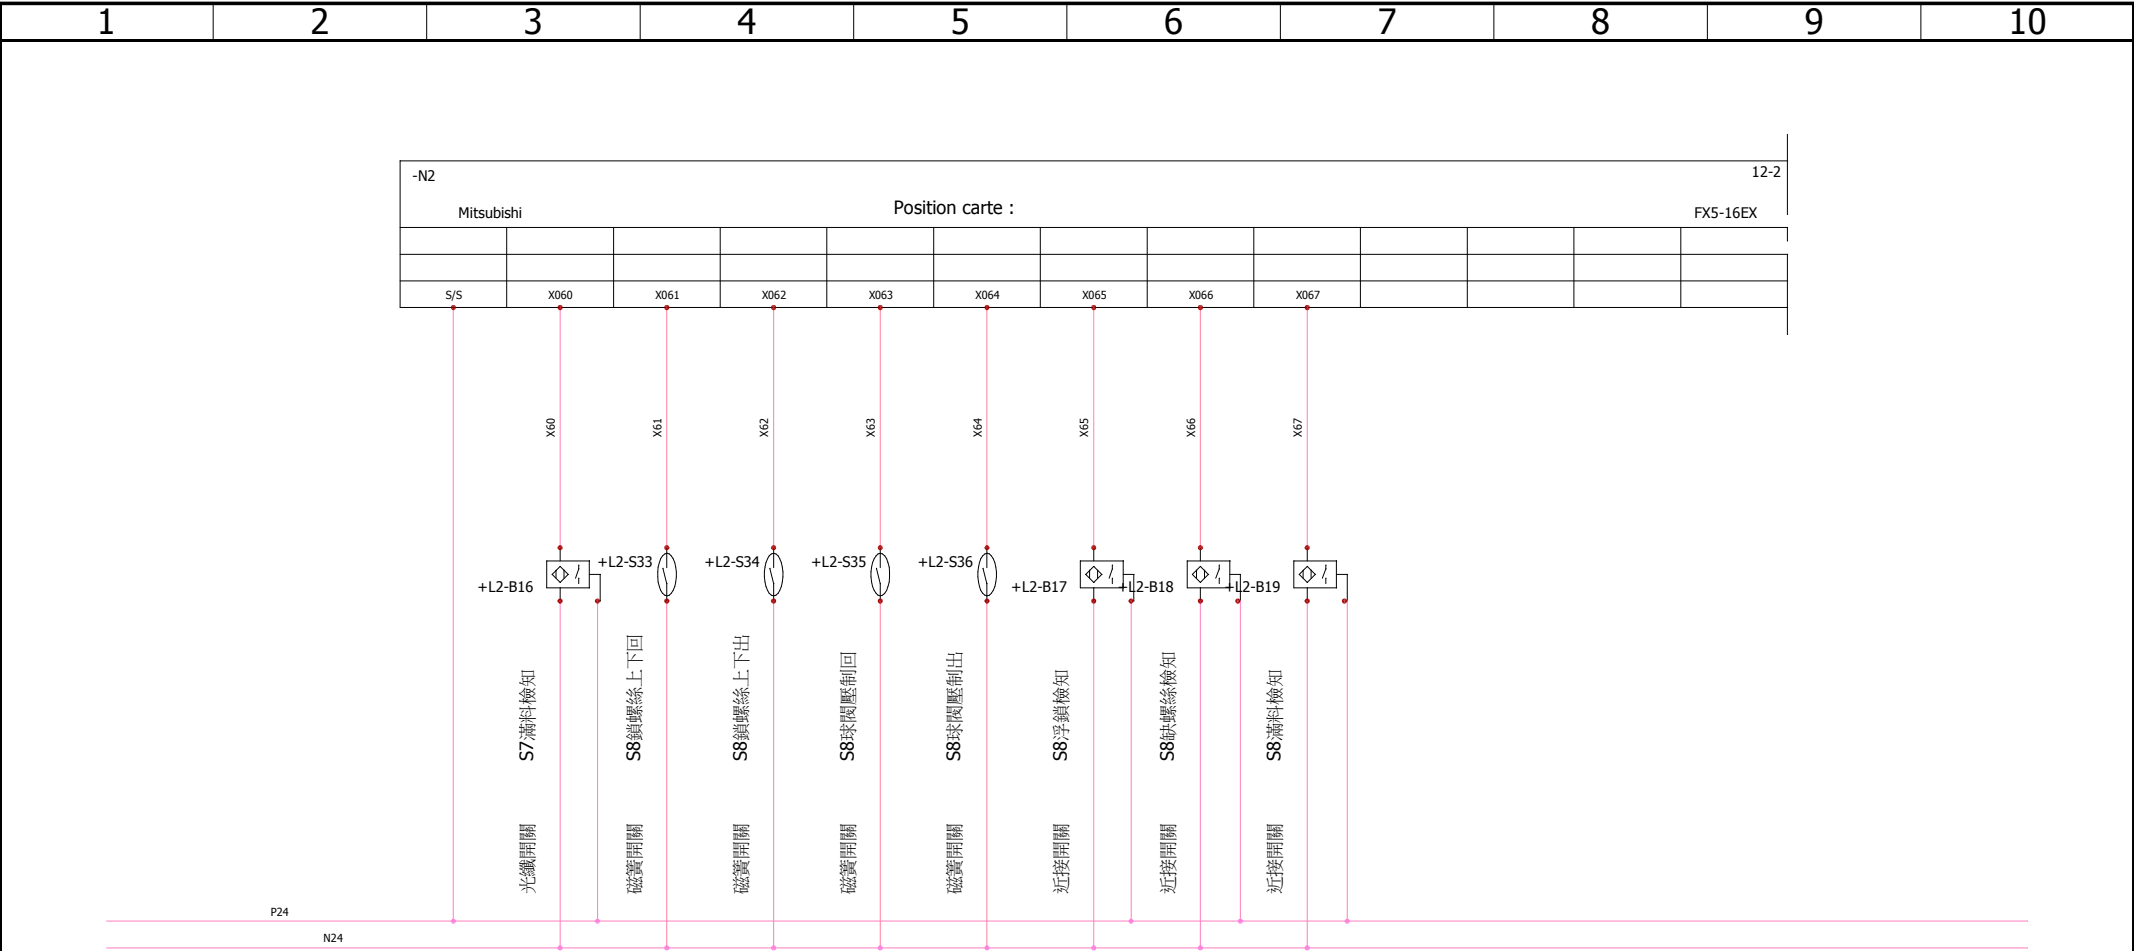 1 2 3 4 5 6 7 8 9 10
-N2 12-2
Mitsubishi Position carte : FX5-16EX
S/S X060 X061 X062 X063 X064 X065 X066 X067
X60 X61 X62 X63 X64 X65 X66 X67
+L2-B16 +L2-S33 +L2-S34 +L2-S35 +L2-S36 +L2-B17 +L2-B18 +L2-B19
S7滿料檢知
S8鎖螺絲上下回
S8鎖螺絲上下出
S8球閥壓制回
S8球閥壓制出
S8浮鎖檢知
S8缺螺絲檢知
S8滿料檢知
光纖開關
磁簧開關
磁簧開關
磁簧開關
磁簧開關
近接開關
近接開關
近接開關
P24
N24